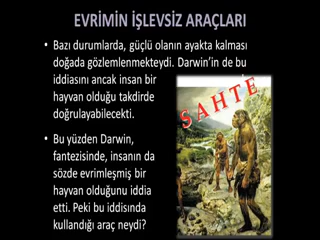 EVRİMİN İŞLEVSİZ ARAÇLARI
• Bazı durumlarda, güçlü olanın ayakta kalması
doğada gözlemlenmekteydi. Darwin'in de bu
iddiasını ancak insan bir
hayvan olduğu takdirde
doğrulayabilecekti.
SAHTE
• Bu yüzden Darwin,
fantezisinde, insanın da
sözde evrimleşmiş bir
hayvan olduğunu iddia
etti. Peki bu iddisında
kullandığı araç neydi?